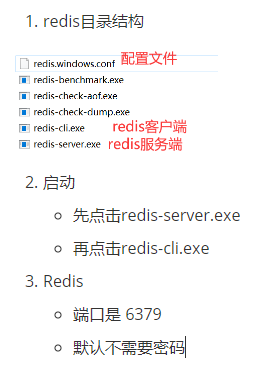 1. redis目录结构
redis.windows.conf 配置文件
redis-benchmark.exe
redis-check-aof.exe
redis-check-dump.exe
redis-cli.exe redis客户端
redis-server.exe redis服务端
2. 启动
先点击redis-server.exe
再点击redis-cli.exe
3. Redis
端口是 6379
默认不需要密码